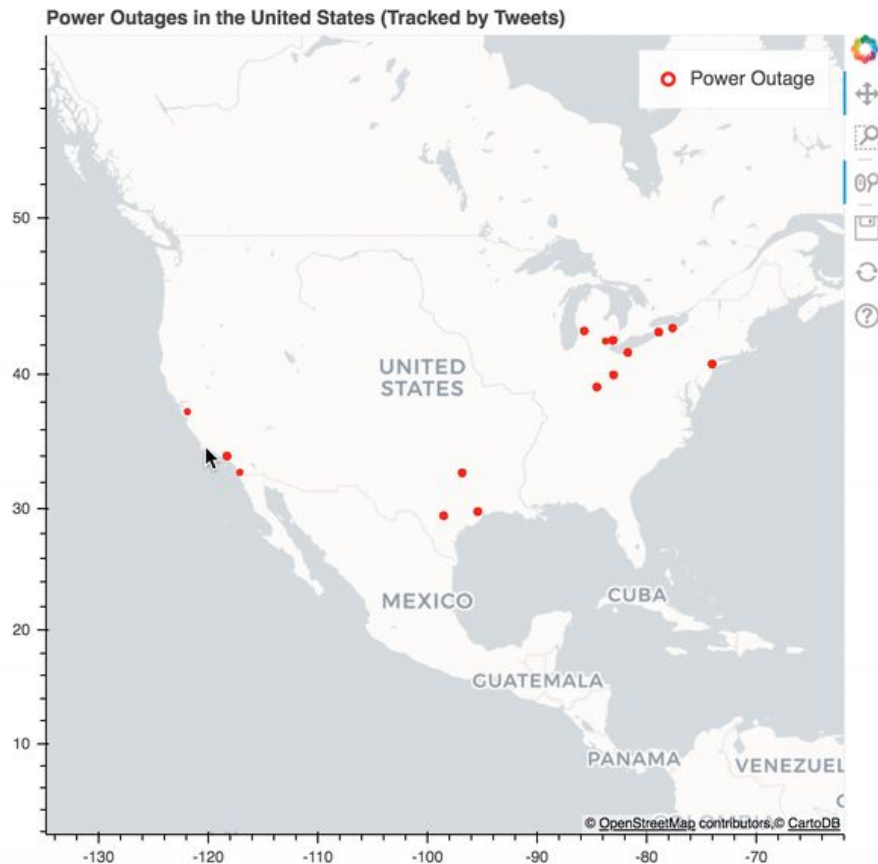 Power Outages in the United States (Tracked by Tweets)
Power Outage
50
UNITED
STATES
40
30
MEXICO
CUBA
20
GUATEMALA
10
PANAMA
VENEZUEL
© OpenStreetMap contributors,© CartoDB
-130 -120 -110 -100 -90 -80 -70